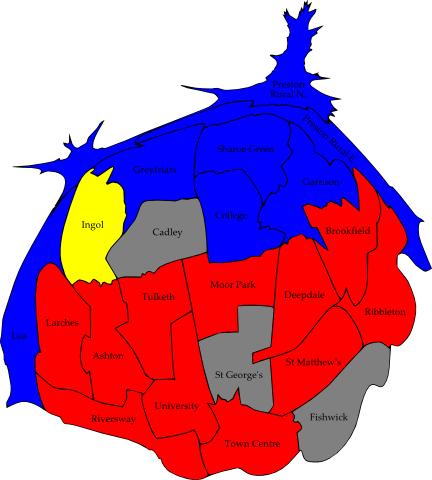 Preston
Rural N
Preston Rural E
Sharoe Green
Greyfriars
Garrison
College
Ingol
Cadley
Brookfield
Moor Park
Tulketh
Deepdale
Larches
Ribbleton
Lea
Ashton
St Matthew's
St George's
University
Fishwick
Riversway
Town Centre